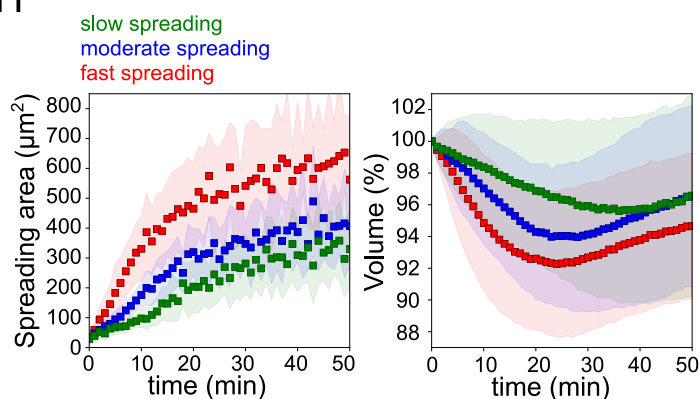 slow spreading
moderate spreading
fast spreading
Spreading area (µm²)
800
700
600
500
400
300
200
100
0
0 10 20 30 40 50
time (min)
Volume (%)
102
100
98
96
94
92
90
88
0 10 20 30 40 50
time (min)